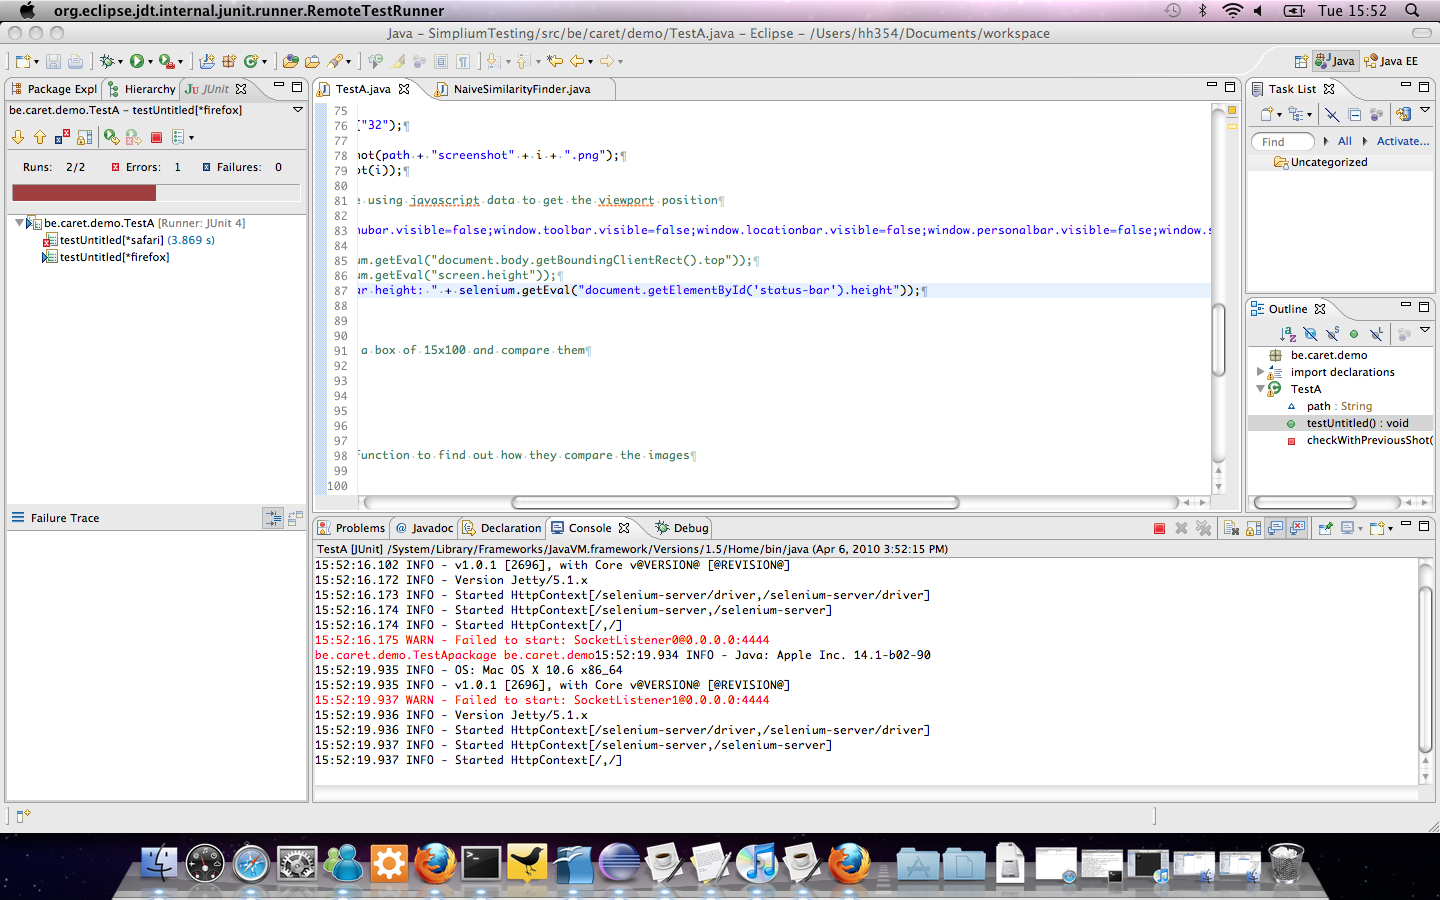 org.eclipse.jdt.internal.junit.runner.RemoteTestRunner
Tue 15:52
Java – SimpliumTesting/src/be/caret/demo/TestA.java – Eclipse – /Users/hh354/Documents/workspace
Java
Java EE
Package Expl
Hierarchy
JU JUnit
be.caret.demo.TestA – testUntitled[*firefox]
Runs: 2/2
Errors: 1
Failures: 0
be.caret.demo.TestA [Runner: JUnit 4]
testUntitled[*safari] (3.869 s)
testUntitled[*firefox]
Failure Trace
TestA.java
NaiveSimilarityFinder.java
75
76 ("32");¶
77
78 not(path + "screenshot" + i + ".png");¶
79 ot(i));¶
80
81 e using javascript data to get the viewport position¶
82
83 nubar.visible=false;window.toolbar.visible=false;window.locationbar.visible=false;window.personalbar.visible=false;window.s
84
85 um.getEval("document.body.getBoundingClientRect().top"));¶
86 um.getEval("screen.height"));¶
87 ar height: " + selenium.getEval("document.getElementById('status-bar').height"));¶
88
89
90
91 a box of 15x100 and compare them¶
92
93
94
95
96
97
98 function to find out how they compare the images¶
99
100
Task List
Find
All
Activate...
Uncategorized
Outline
be.caret.demo
import declarations
TestA
path : String
testUntitled() : void
checkWithPreviousShot(
Problems
@ Javadoc
Declaration
Console
Debug
TestA [JUnit] /System/Library/Frameworks/JavaVM.framework/Versions/1.5/Home/bin/java (Apr 6, 2010 3:52:15 PM)
15:52:16.102 INFO - v1.0.1 [2696], with Core v@VERSION@ [@REVISION@]
15:52:16.172 INFO - Version Jetty/5.1.x
15:52:16.173 INFO - Started HttpContext[/selenium-server/driver,/selenium-server/driver]
15:52:16.174 INFO - Started HttpContext[/selenium-server,/selenium-server]
15:52:16.174 INFO - Started HttpContext[/,/]
15:52:16.175 WARN - Failed to start: SocketListener0@0.0.0.0:4444
be.caret.demo.TestApackage be.caret.demo15:52:19.934 INFO - Java: Apple Inc. 14.1-b02-90
15:52:19.935 INFO - OS: Mac OS X 10.6 x86_64
15:52:19.935 INFO - v1.0.1 [2696], with Core v@VERSION@ [@REVISION@]
15:52:19.937 WARN - Failed to start: SocketListener1@0.0.0.0:4444
15:52:19.936 INFO - Version Jetty/5.1.x
15:52:19.936 INFO - Started HttpContext[/selenium-server/driver,/selenium-server/driver]
15:52:19.937 INFO - Started HttpContext[/selenium-server,/selenium-server]
15:52:19.937 INFO - Started HttpContext[/,/]